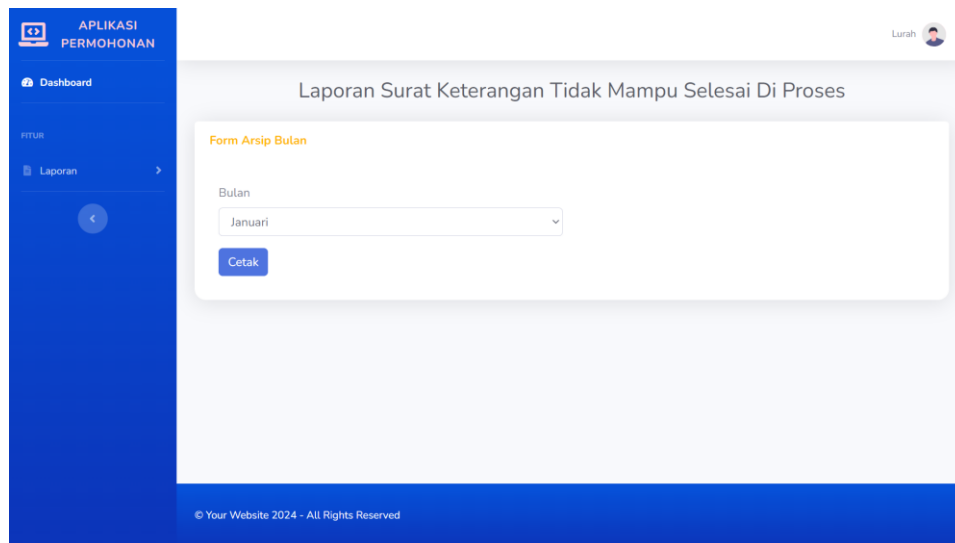 APLIKASI
PERMOHONAN
Lurah
Dashboard
Laporan Surat Keterangan Tidak Mampu Selesai Di Proses
FITUR
Form Arsip Bulan
Laporan
Bulan
Januari
Cetak
© Your Website 2024 - All Rights Reserved